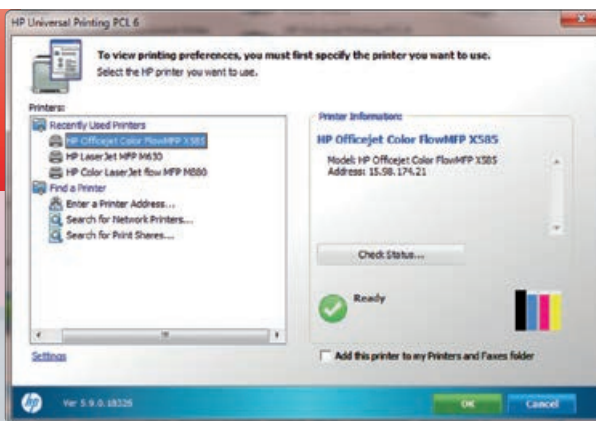 HP Universal Printing PCL 6
To view printing preferences, you must first specify the printer you want to use.
Select the HP printer you want to use.
Printers:
Recently Used Printers
HP Officejet Color FlowMFP X585
HP LaserJet MFP M630
HP Color LaserJet flow MFP M880
Find a Printer
Enter a Printer Address...
Search for Network Printers...
Search for Print Shares...
Settings
Printer Information:
HP Officejet Color FlowMFP X585
Model: HP Officejet Color FlowMFP X585
Address: 15.98.174.21
Check Status...
Ready
Add this printer to my Printers and Faxes folder
hp
Ver 5.9.0.18326
OK
Cancel